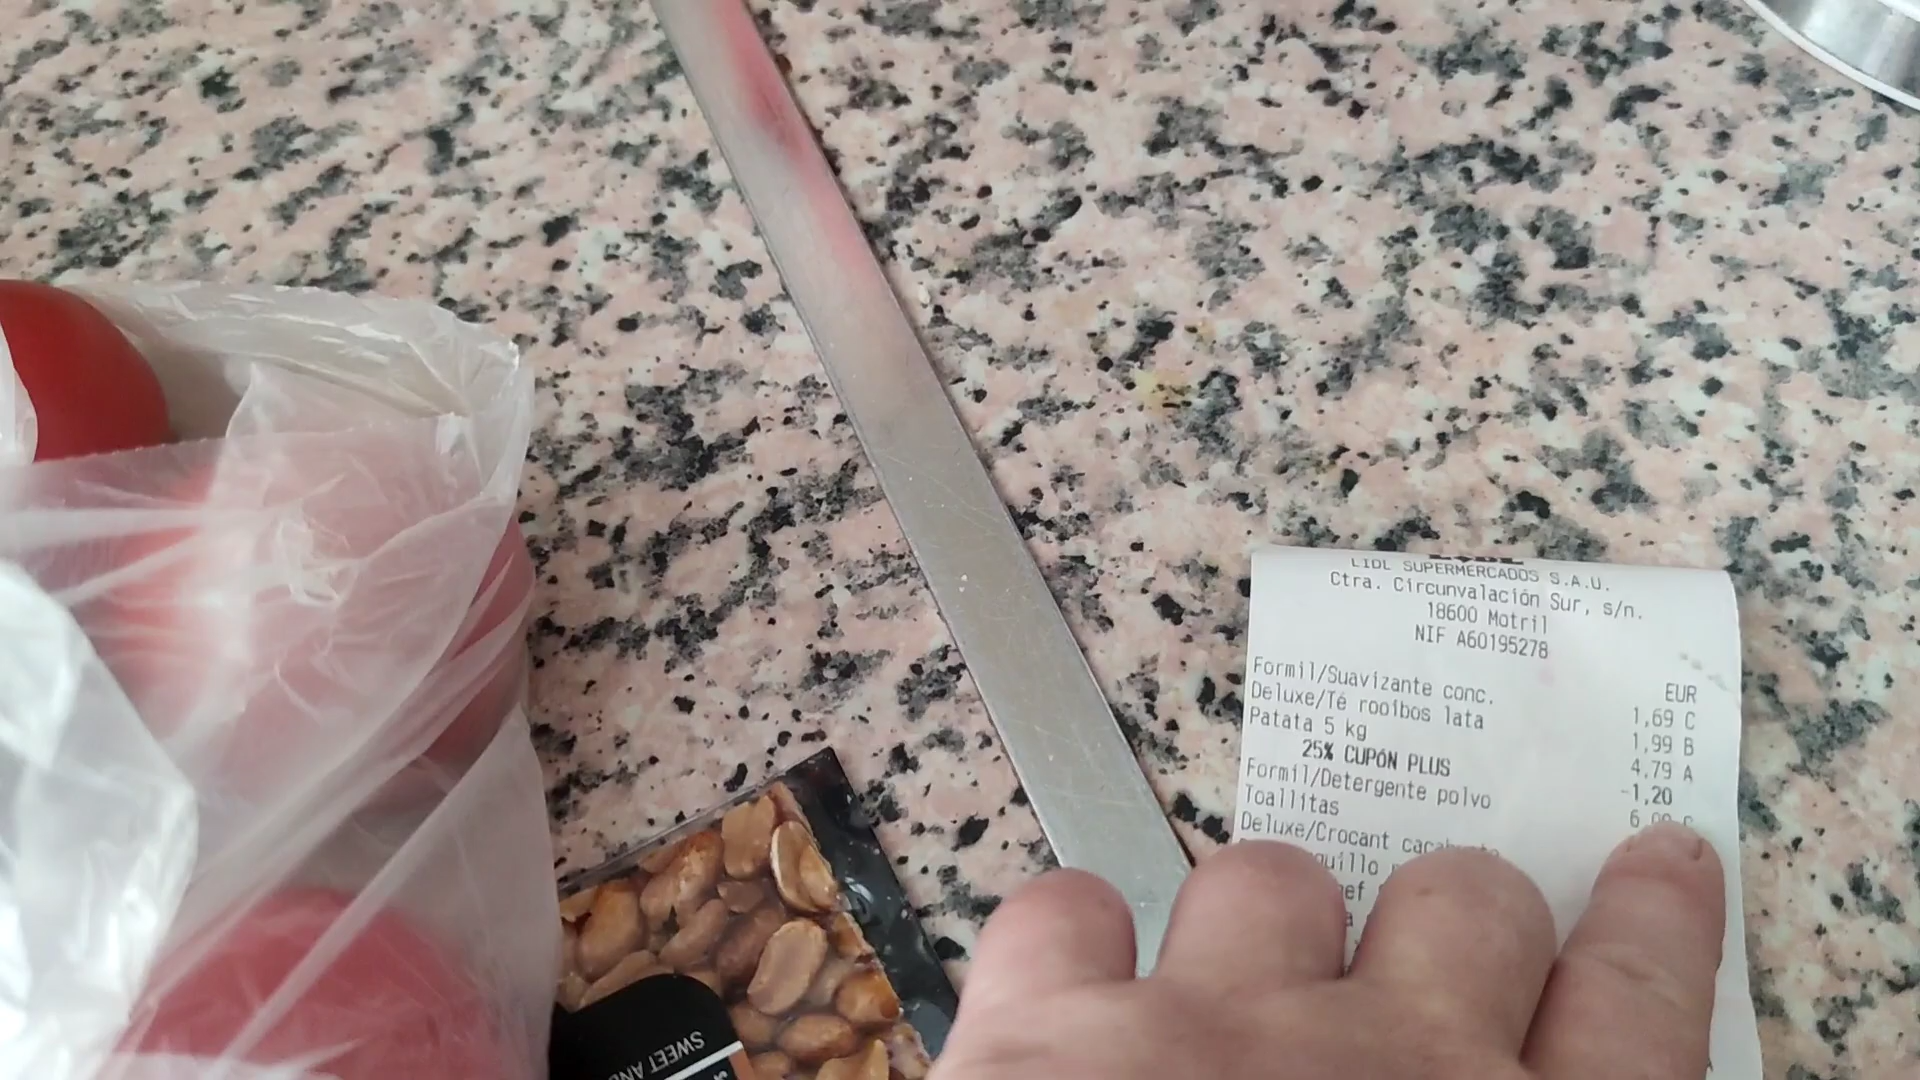 LIDL SUPERMERCADOS S.A.U.
Ctra. Circunvalación Sur, s/n.
18600 Motril
NIF A60195278
EUR
Formil/Suavizante conc. 1,69 C
Deluxe/Té rooibos lata 1,99 B
Patata 5 kg 4,79 A
25% CUPÓN PLUS -1,20
Formil/Detergente polvo
Toallitas
Deluxe/Crocant
SWEET AND